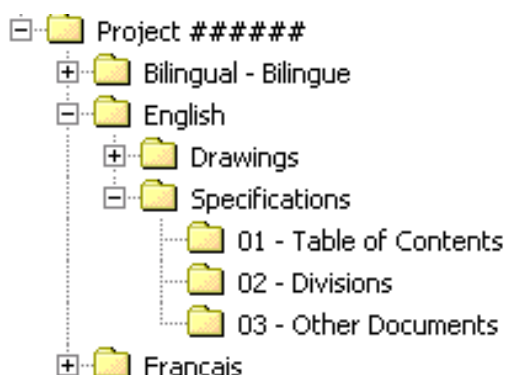 Project ######
Bilingual - Bilingue
English
Drawings
Specifications
01 - Table of Contents
02 - Divisions
03 - Other Documents
Francais